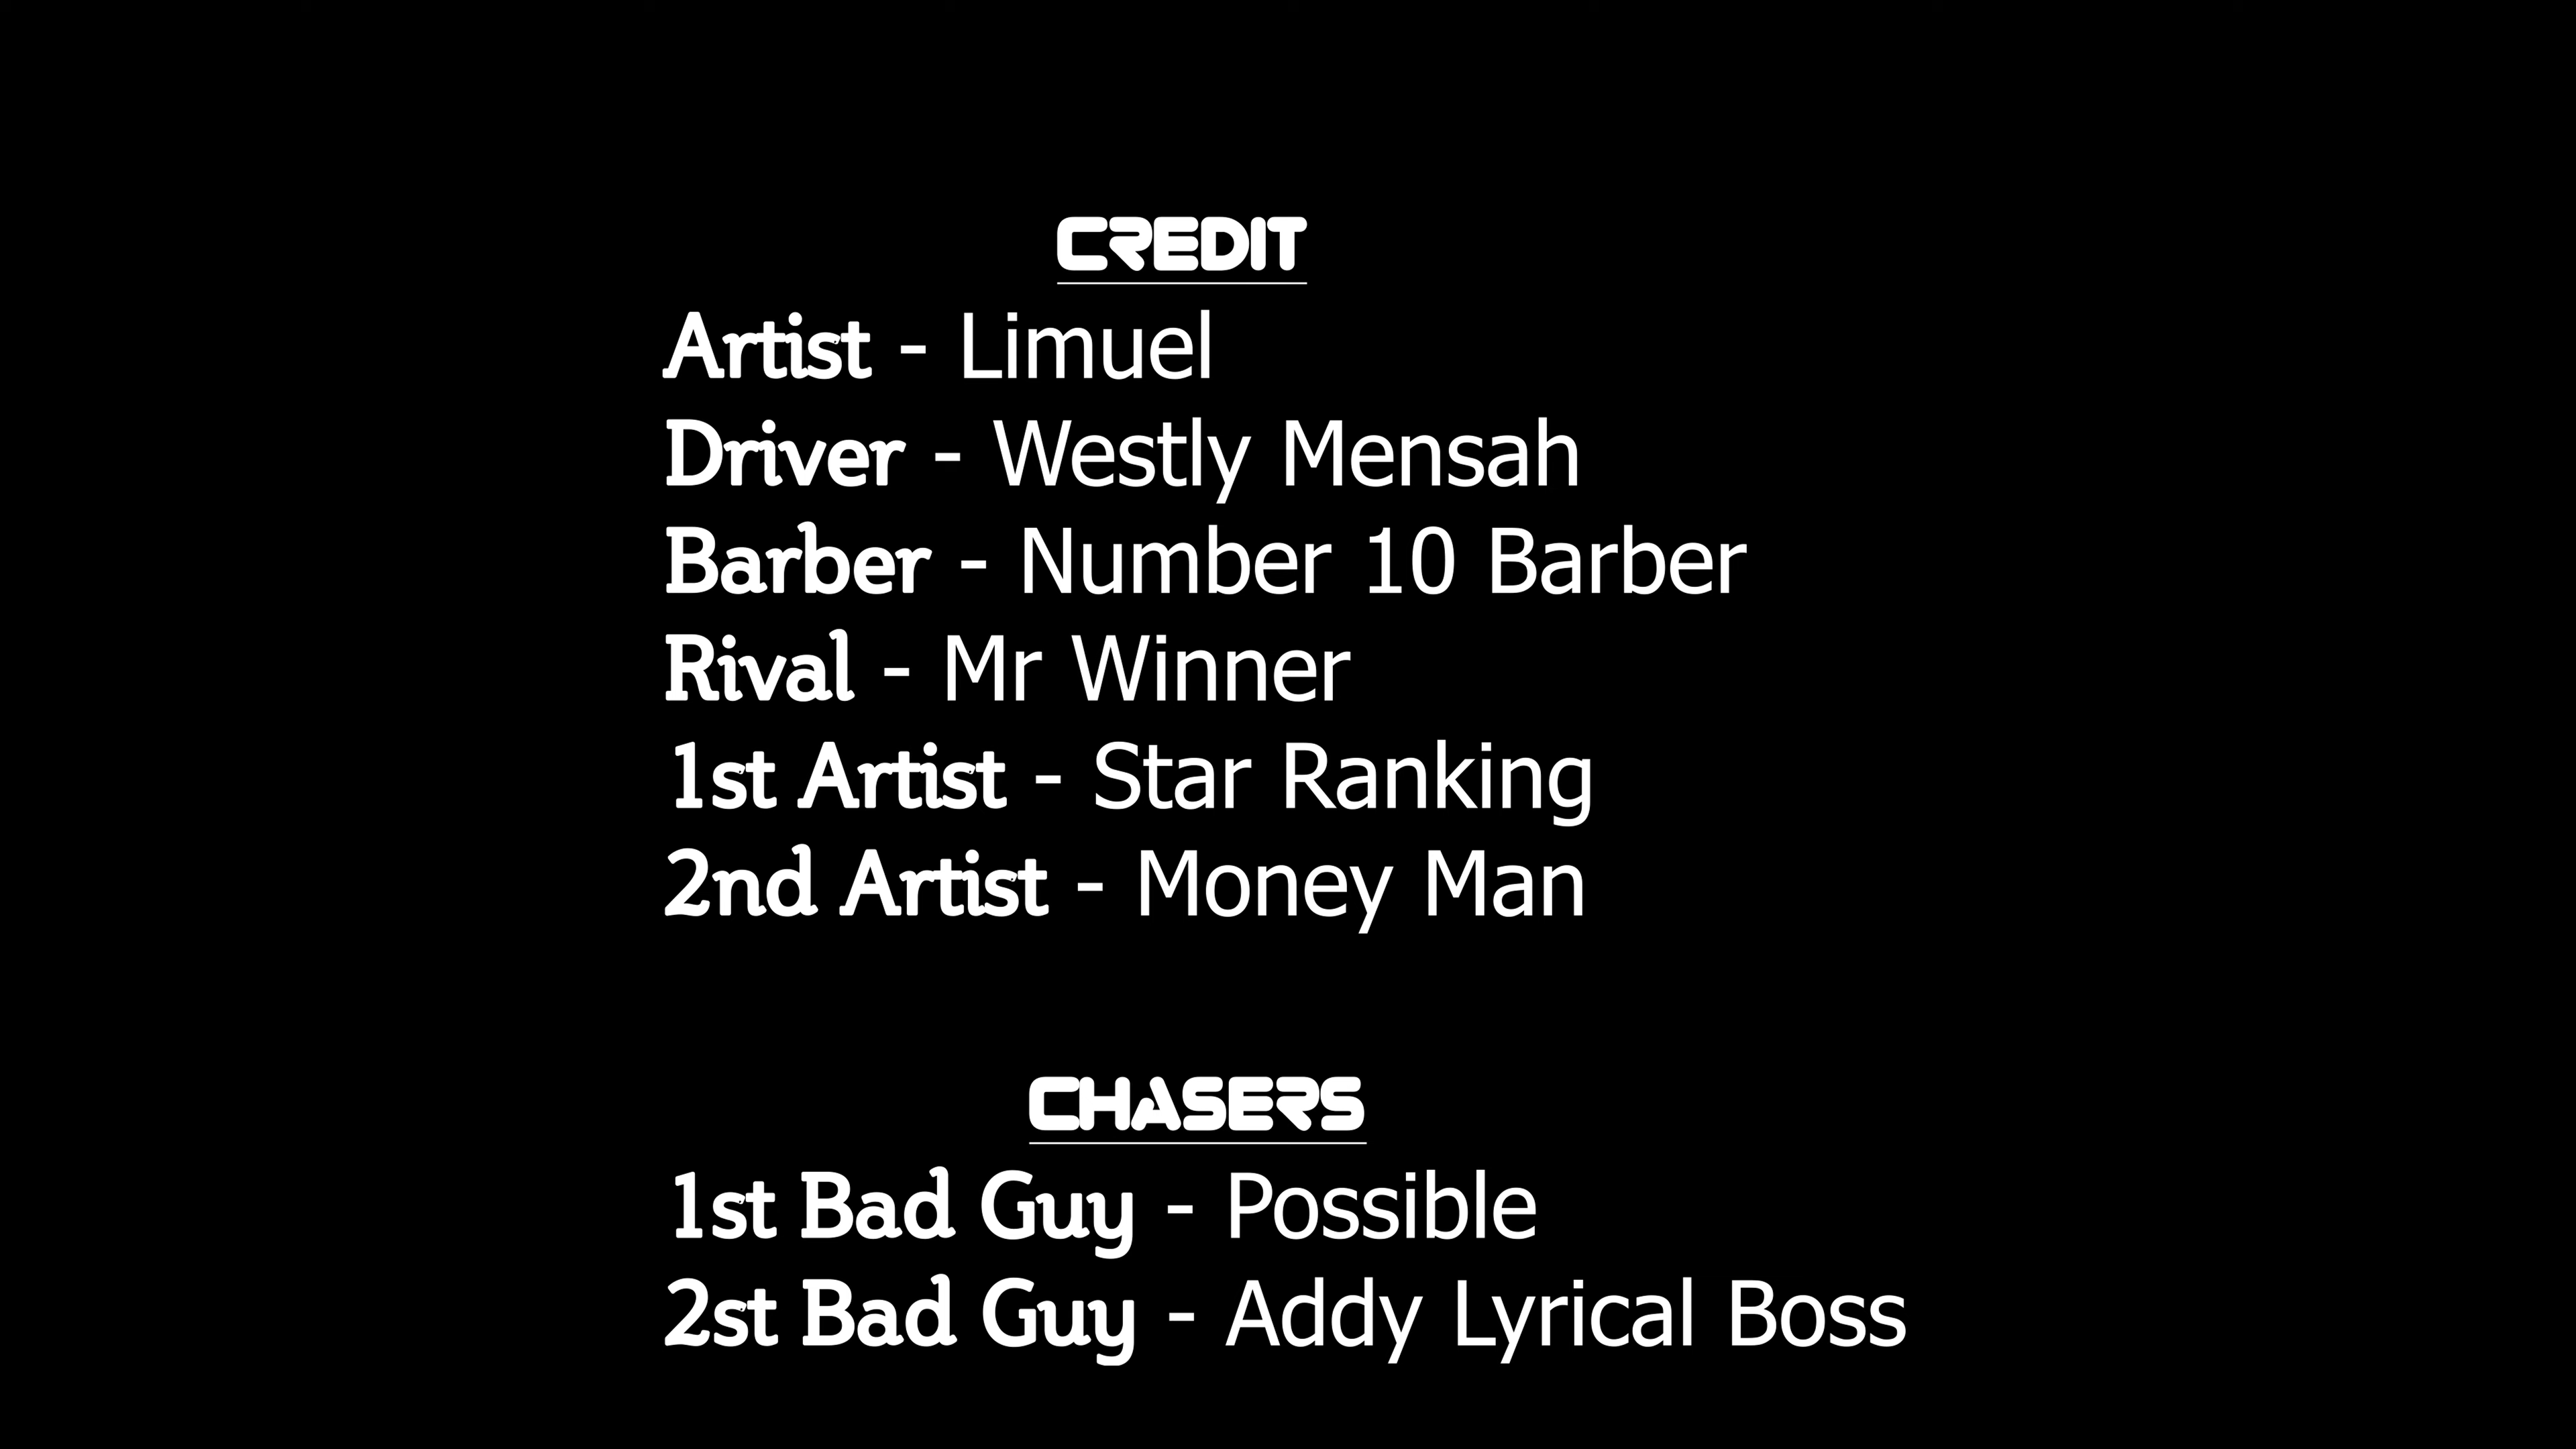 CREDIT
Artist - Limuel
Driver - Westly Mensah
Barber - Number 10 Barber
Rival - Mr Winner
1st Artist - Star Ranking
2nd Artist - Money Man
CHASERS
1st Bad Guy - Possible
2st Bad Guy - Addy Lyrical Boss